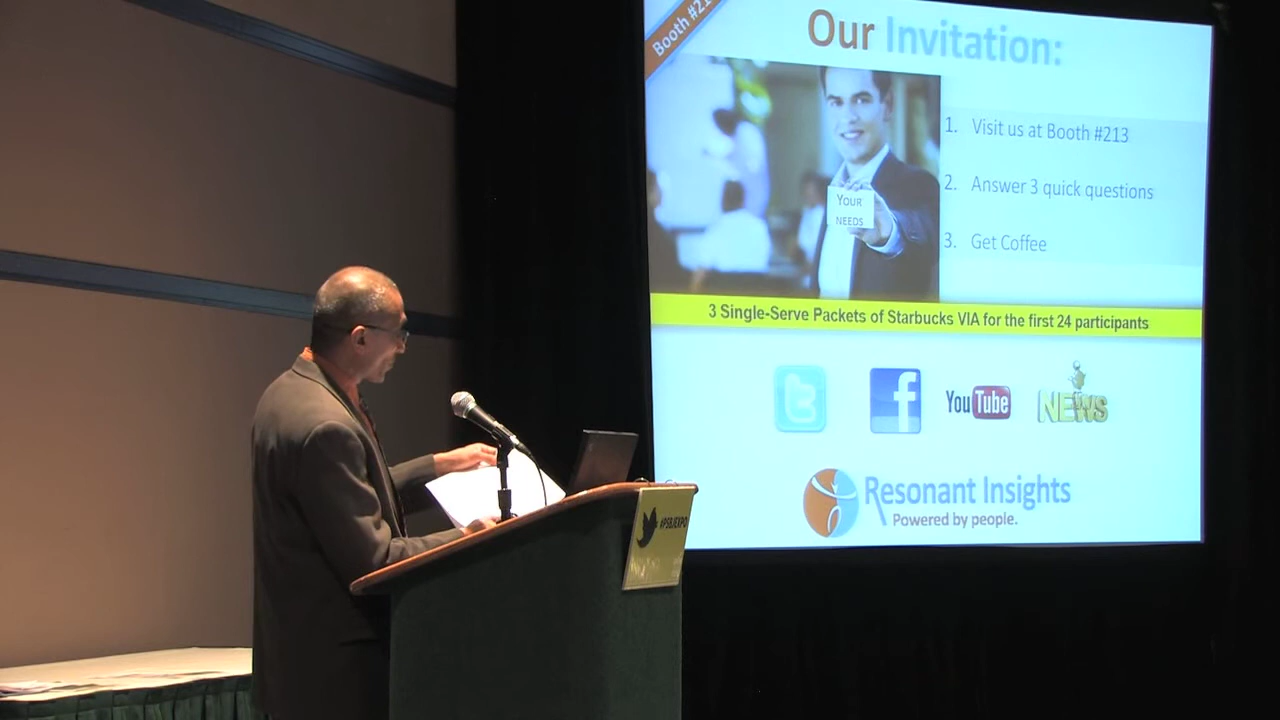 Booth #21
Our Invitation:
1. Visit us at Booth #213
YOUR
NEEDS
2. Answer 3 quick questions
3. Get Coffee
3 Single-Serve Packets of Starbucks VIA for the first 24 participants
t
f
YouTube
NEWS
Resonant Insights
Powered by people.
#PSBJEXPO